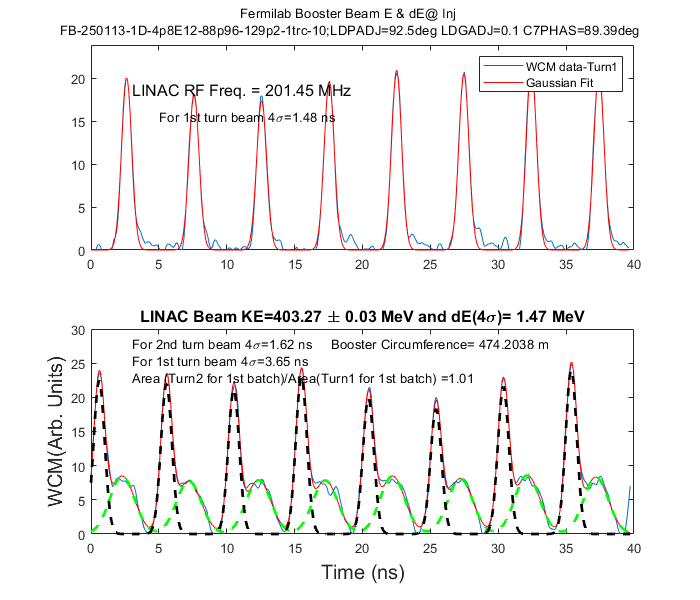 Fermilab Booster Beam E & dE@ Inj
FB-250113-1D-4p8E12-88p96-129p2-1trc-10;LDPADJ=92.5deg LDGADJ=0.1 C7PHAS=89.39deg
WCM data-Turn1
Gaussian Fit
LINAC RF Freq. = 201.45 MHz
For 1st turn beam 4σ=1.48 ns
20
15
10
5
0
0 5 10 15 20 25 30 35 40
LINAC Beam KE=403.27 ± 0.03 MeV and dE(4σ)= 1.47 MeV
For 2nd turn beam 4σ=1.62 ns Booster Circumference= 474.2038 m
For 1st turn beam 4σ=3.65 ns
Area (Turn2 for 1st batch)/Area(Turn1 for 1st batch) =1.01
WCM(Arb. Units)
30
25
20
15
10
5
0
0 5 10 15 20 25 30 35 40
Time (ns)